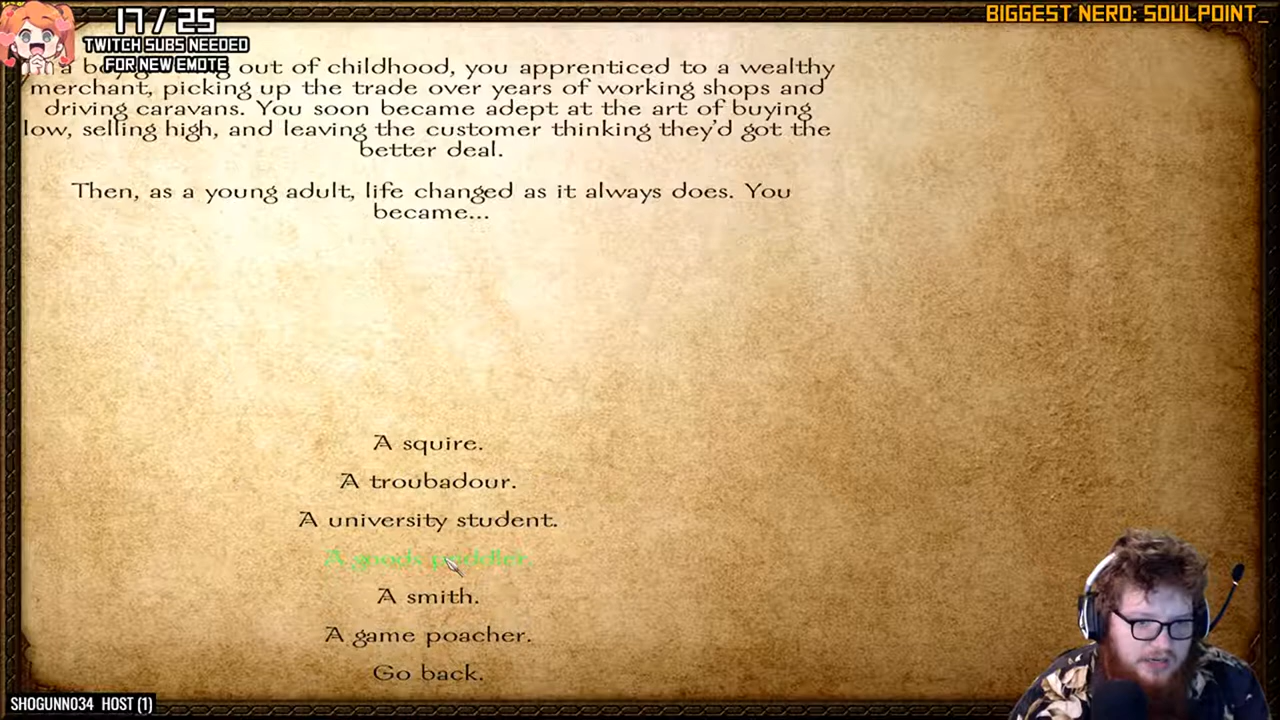 17 / 25
TWITCH SUBS NEEDED
FOR NEW EMOTE
BIGGEST NERD: SOULPOINT_
out of childhood, you apprenticed to a wealthy
merchant, picking up the trade over years of working shops and
driving caravans. You soon became adept at the art of buying
low, selling high, and leaving the customer thinking they'd got the
better deal.
Then, as a young adult, life changed as it always does. You
became...
A squire.
A troubadour.
A university student.
A goods peddler.
A smith.
A game poacher.
Go back.
SHOGUNN034 HOST (1)